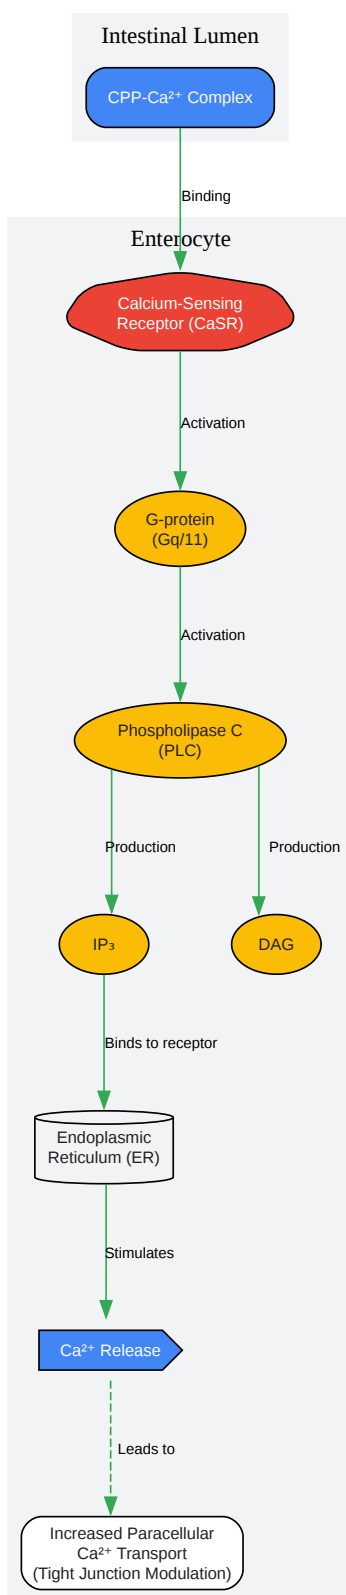 Intestinal Lumen
CPP-Ca²⁺ Complex
Binding
Enterocyte
Calcium-Sensing
Receptor (CaSR)
Activation
G-protein
(Gq/11)
Activation
Phospholipase C
(PLC)
Production
Production
IP₃
DAG
Binds to receptor
Endoplasmic
Reticulum (ER)
Stimulates
Ca²⁺ Release
Leads to
Increased Paracellular
Ca²⁺ Transport
(Tight Junction Modulation)